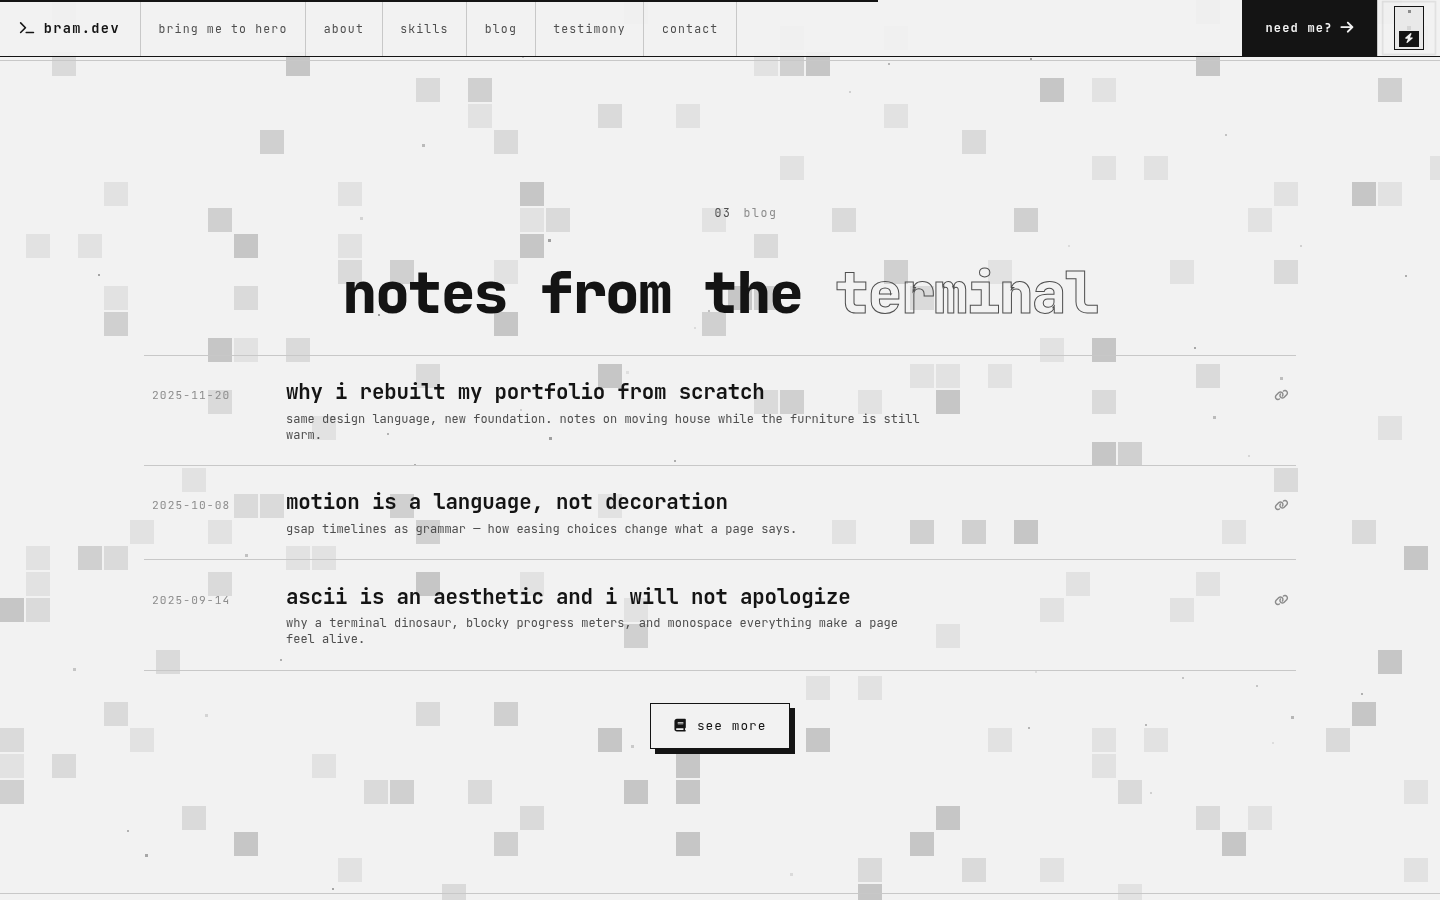 bram.dev
bring me to hero
about
skills
blog
testimony
contact
need me?
03 blog
notes from the terminal
2025-11-20
why i rebuilt my portfolio from scratch
same design language, new foundation. notes on moving house while the furniture is still
warm.
2025-10-08
motion is a language, not decoration
gsap timelines as grammar — how easing choices change what a page says.
2025-09-14
ascii is an aesthetic and i will not apologize
why a terminal dinosaur, blocky progress meters, and monospace everything make a page
feel alive.
see more